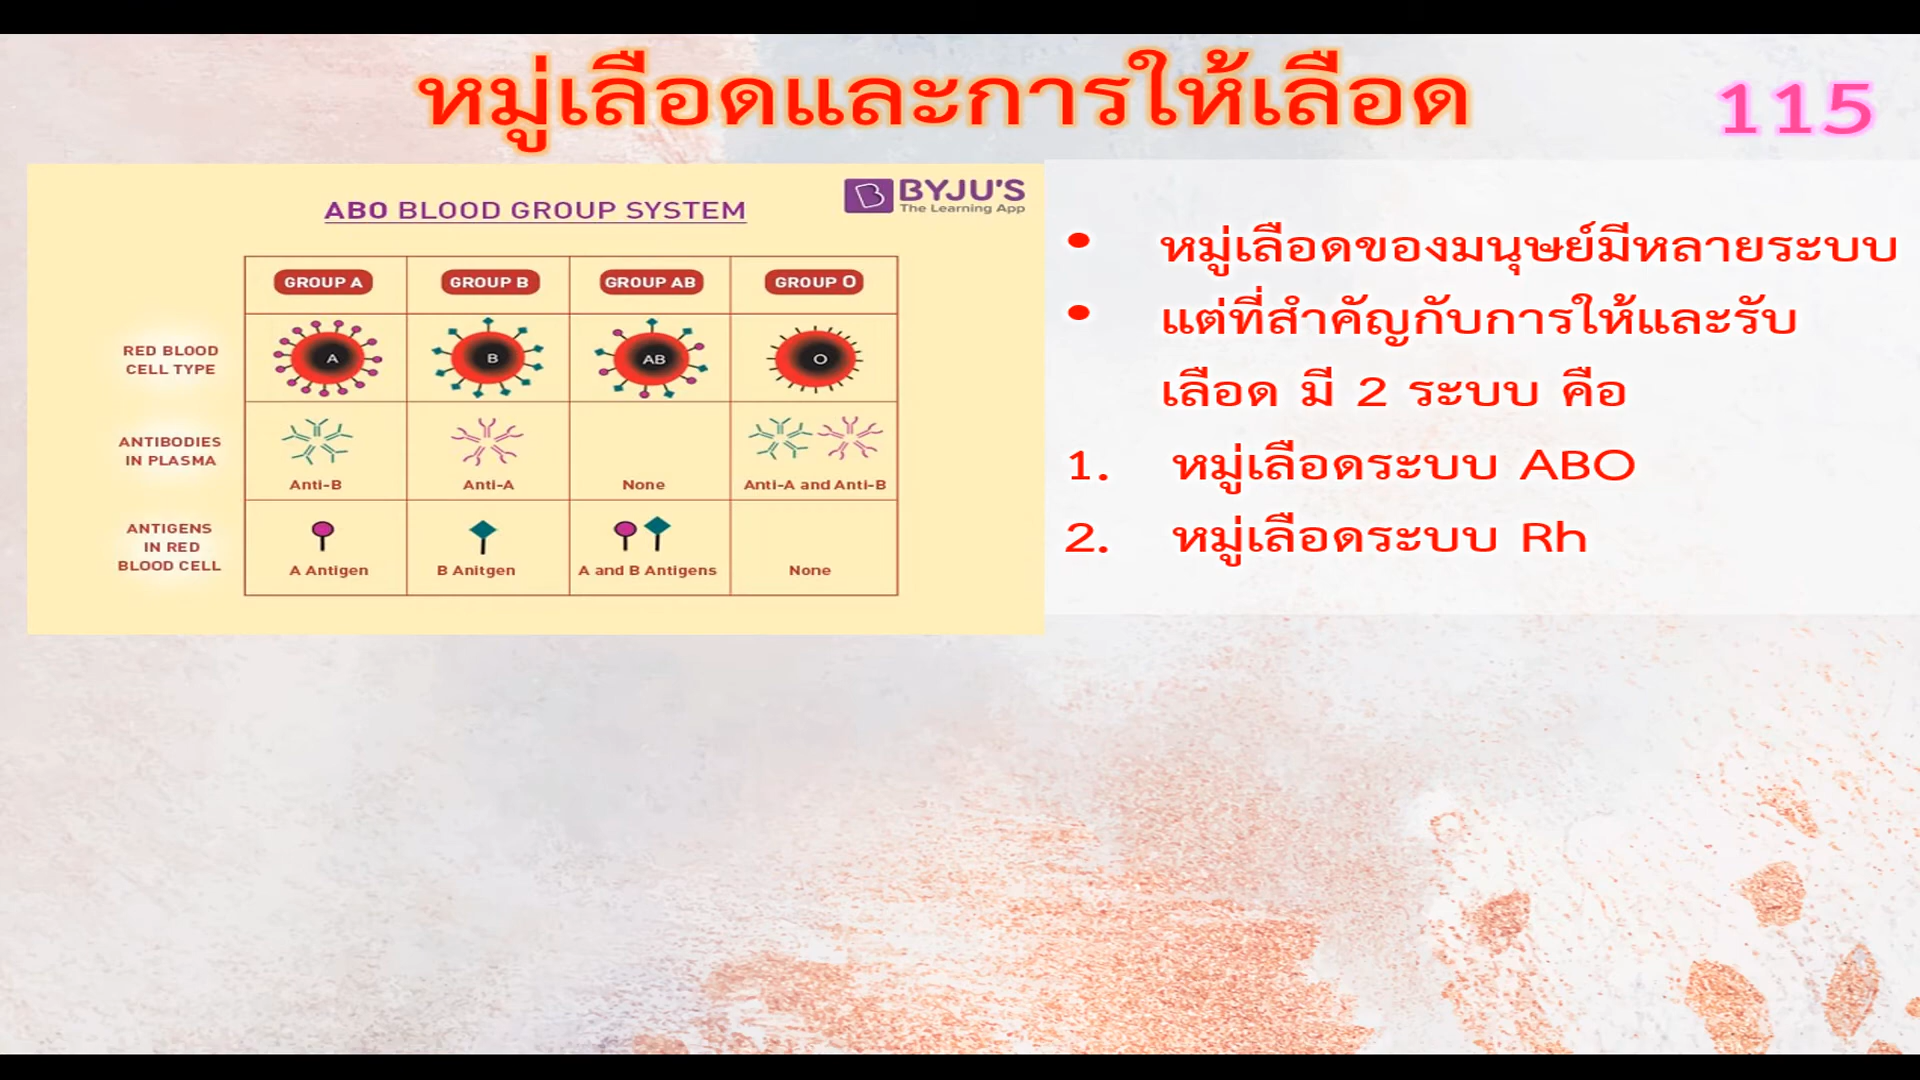 หมู่เลือดและการให้เลือด
115
BYJU'S
The Learning App
ABO BLOOD GROUP SYSTEM
GROUP A GROUP B GROUP AB GROUP O
RED BLOOD
CELL TYPE
A B AB O
ANTIBODIES
IN PLASMA
Anti-B Anti-A None Anti-A and Anti-B
ANTIGENS
IN RED
BLOOD CELL
A Antigen B Anitgen A and B Antigens None
• หมู่เลือดของมนุษย์มีหลายระบบ
• แต่ที่สำคัญกับการให้และรับ
เลือด มี 2 ระบบ คือ
1. หมู่เลือดระบบ ABO
2. หมู่เลือดระบบ Rh